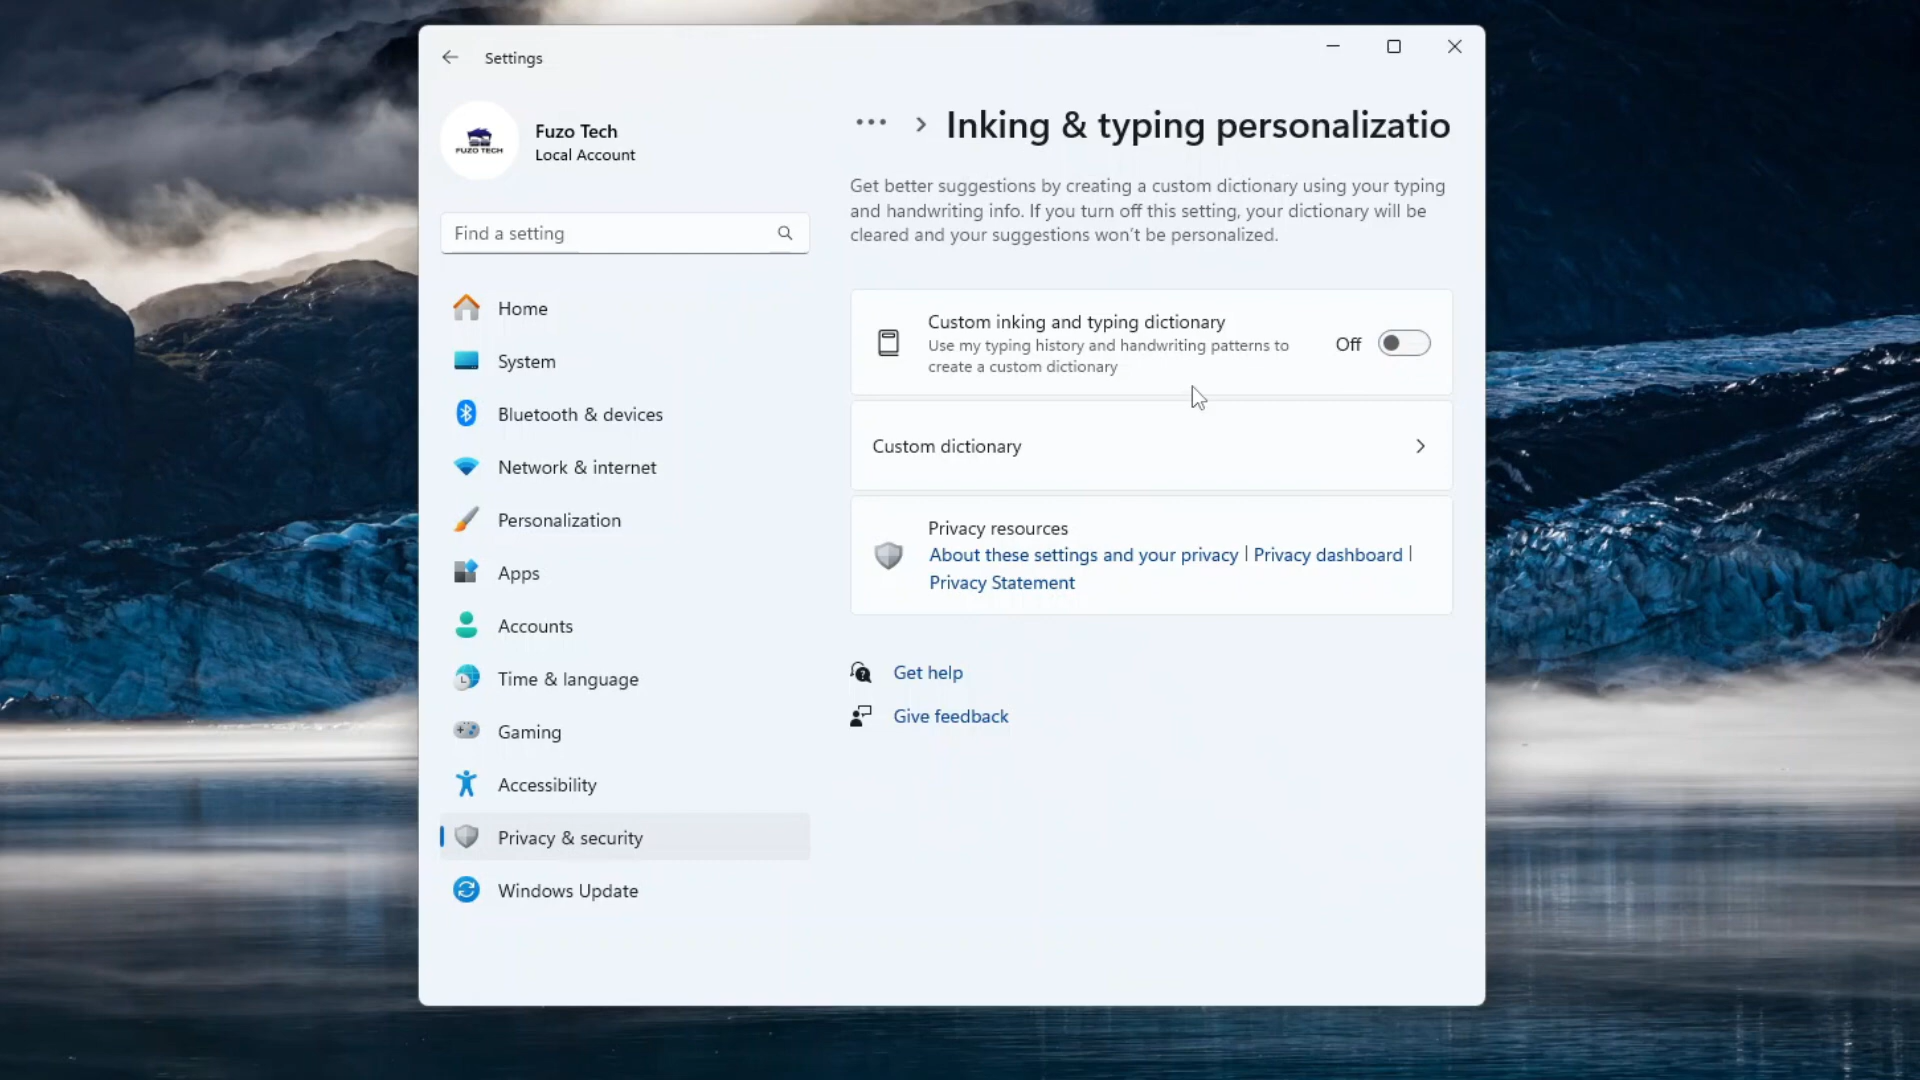 Settings
FUZO TECH
Fuzo Tech
Local Account
Find a setting
Home
System
Bluetooth & devices
Network & internet
Personalization
Apps
Accounts
Time & language
Gaming
Accessibility
Privacy & security
Windows Update
… > Inking & typing personalizatio
Get better suggestions by creating a custom dictionary using your typing
and handwriting info. If you turn off this setting, your dictionary will be
cleared and your suggestions won’t be personalized.
Custom inking and typing dictionary
Use my typing history and handwriting patterns to
create a custom dictionary
Off
Custom dictionary
Privacy resources
About these settings and your privacy | Privacy dashboard |
Privacy Statement
Get help
Give feedback